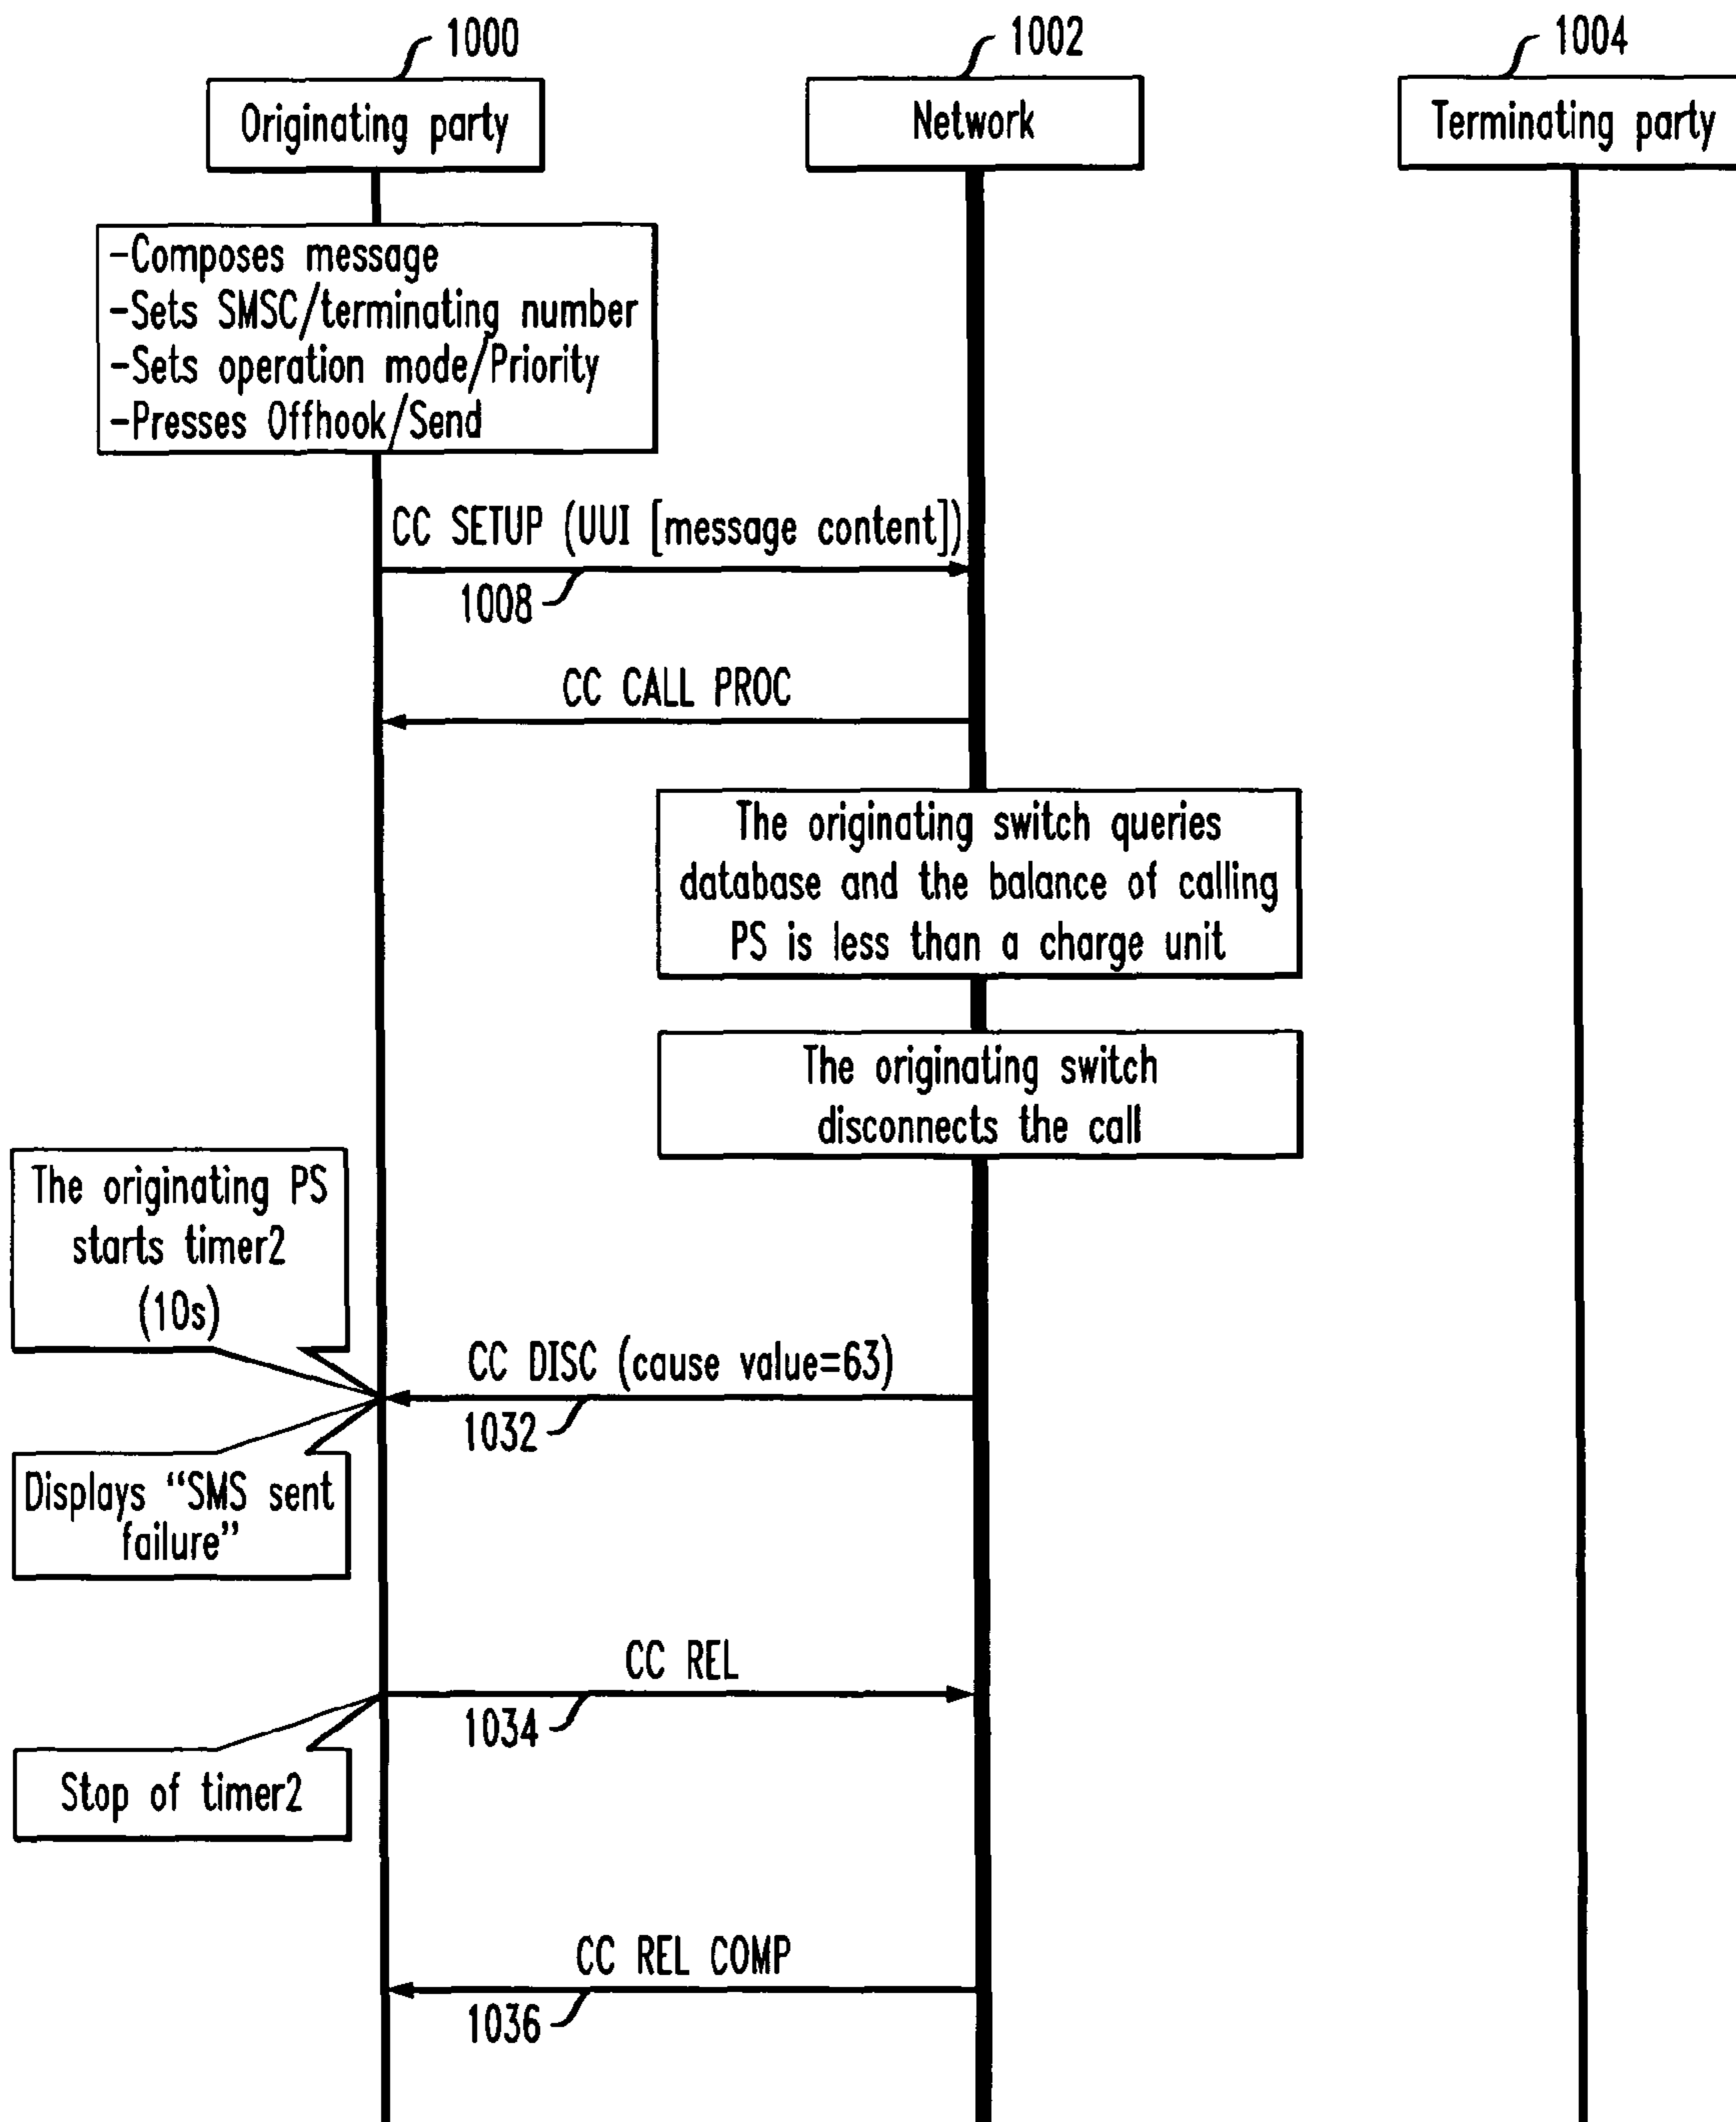 1000
1002
1004
Originating party
Network
Terminating party
-Composes message
-Sets SMSC/terminating number
-Sets operation mode/Priority
-Presses Offhook/Send
CC SETUP (UUI [message content])
1008
CC CALL PROC
The originating switch queries
database and the balance of calling
PS is less than a charge unit
The originating switch
disconnects the call
The originating PS
starts timer2
(10s)
CC DISC (cause value=63)
1032
Displays “SMS sent
failure”
CC REL
1034
Stop of timer2
CC REL COMP
1036